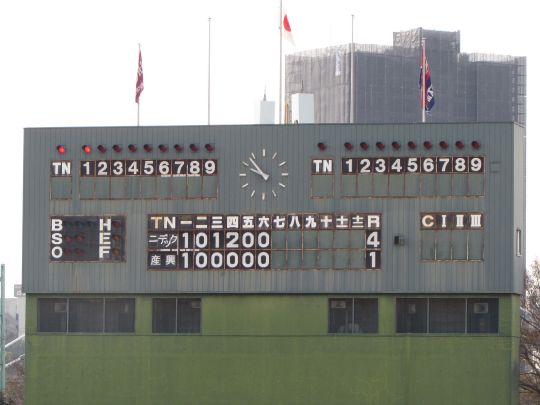 TN 1 2 3 4 5 6 7 8 9
TN 1 2 3 4 5 6 7 8 9
B H
S E
O F
TN 一 二 三 四 五 六 七 八 九 十 士 士 R
ニデック 1 0 1 2 0 0 4
産興 1 0 0 0 0 0 1
C I II III